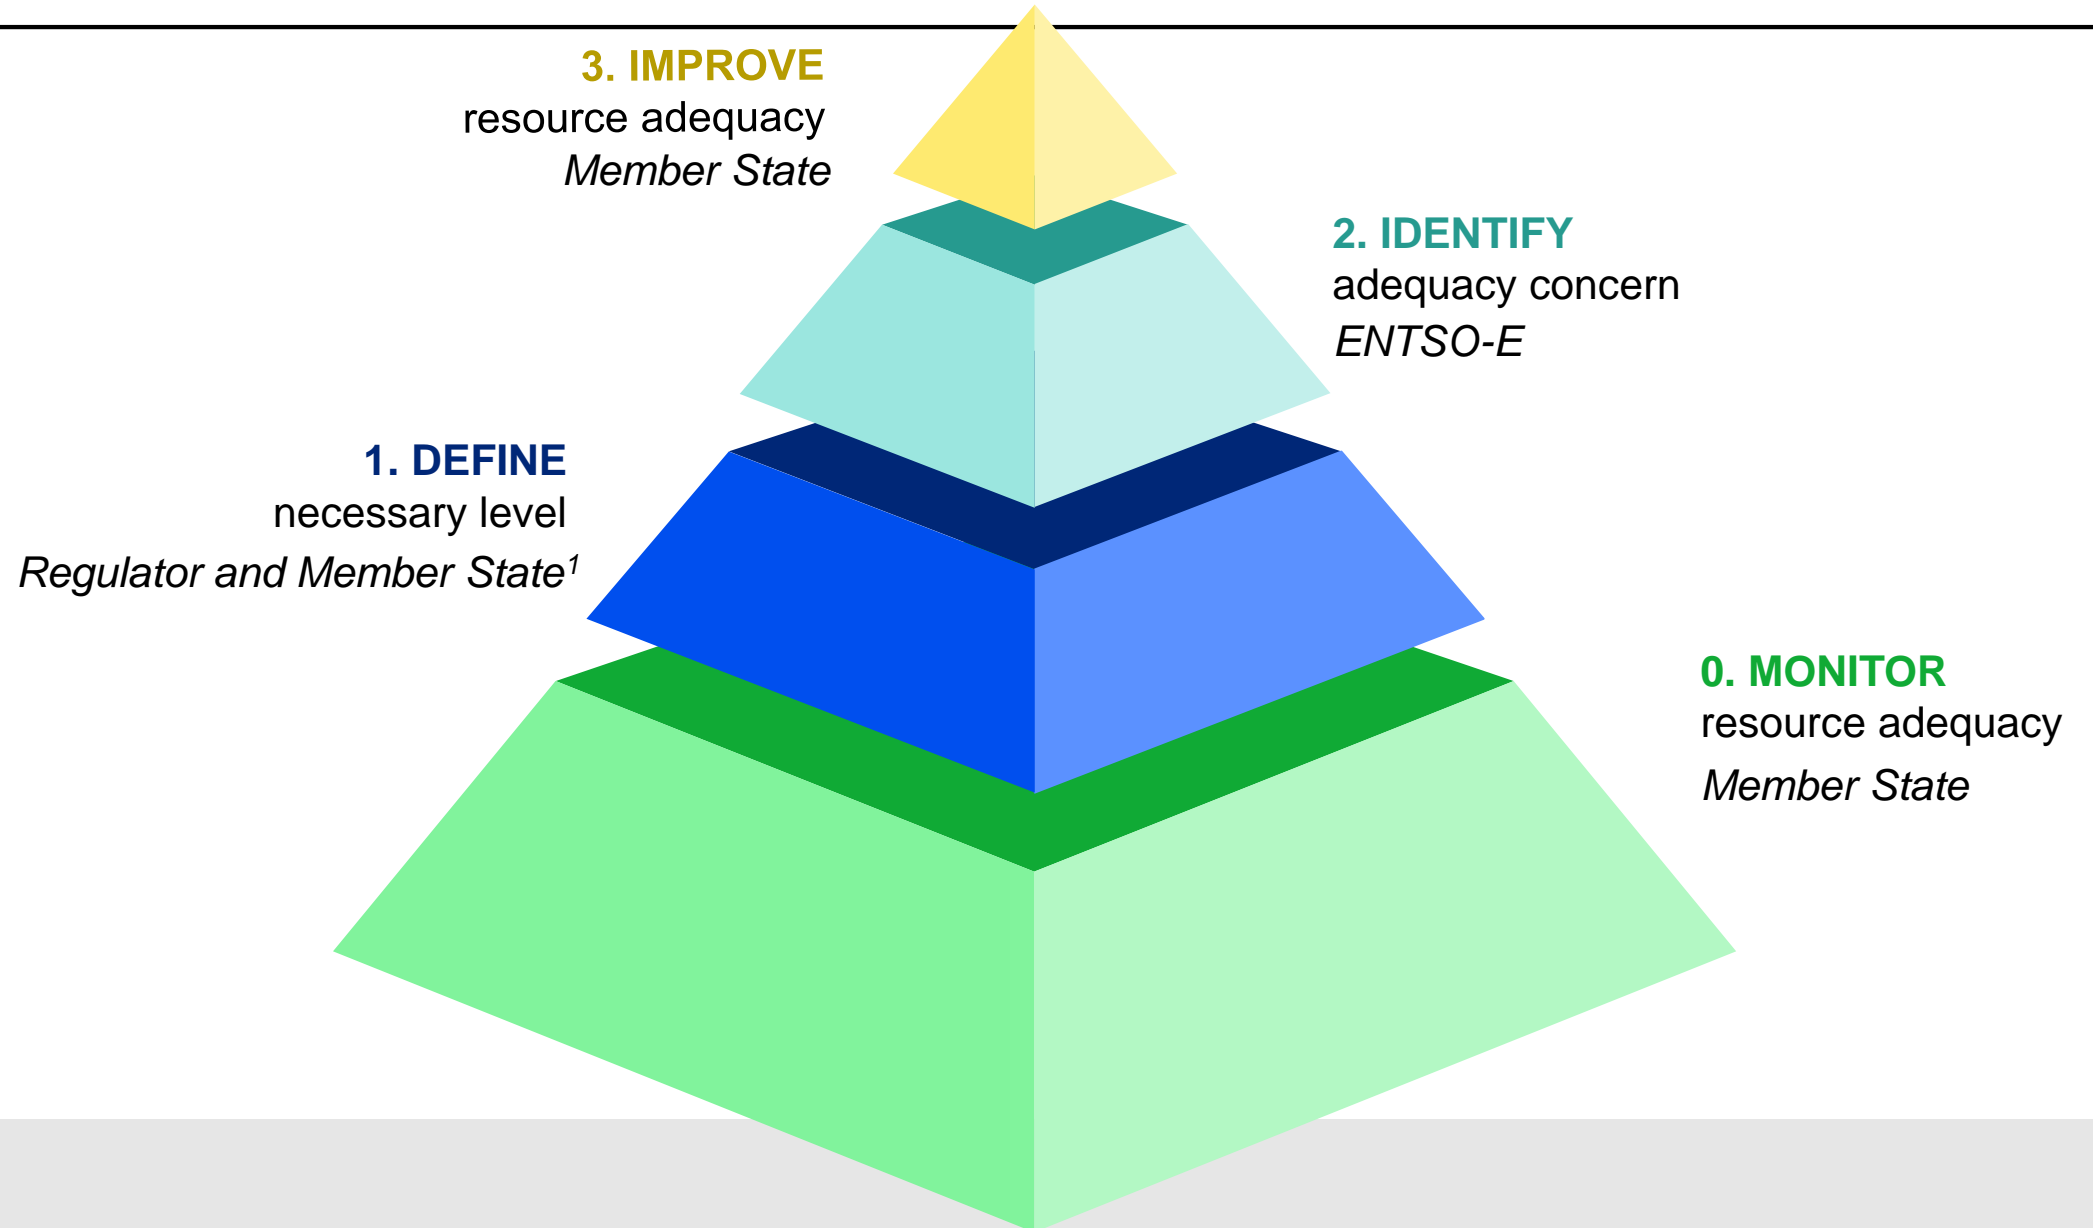 3. IMPROVE
resource adequacy
Member State
2. IDENTIFY
adequacy concern
ENTSO-E
1. DEFINE
necessary level
Regulator and Member State¹
0. MONITOR
resource adequacy
Member State